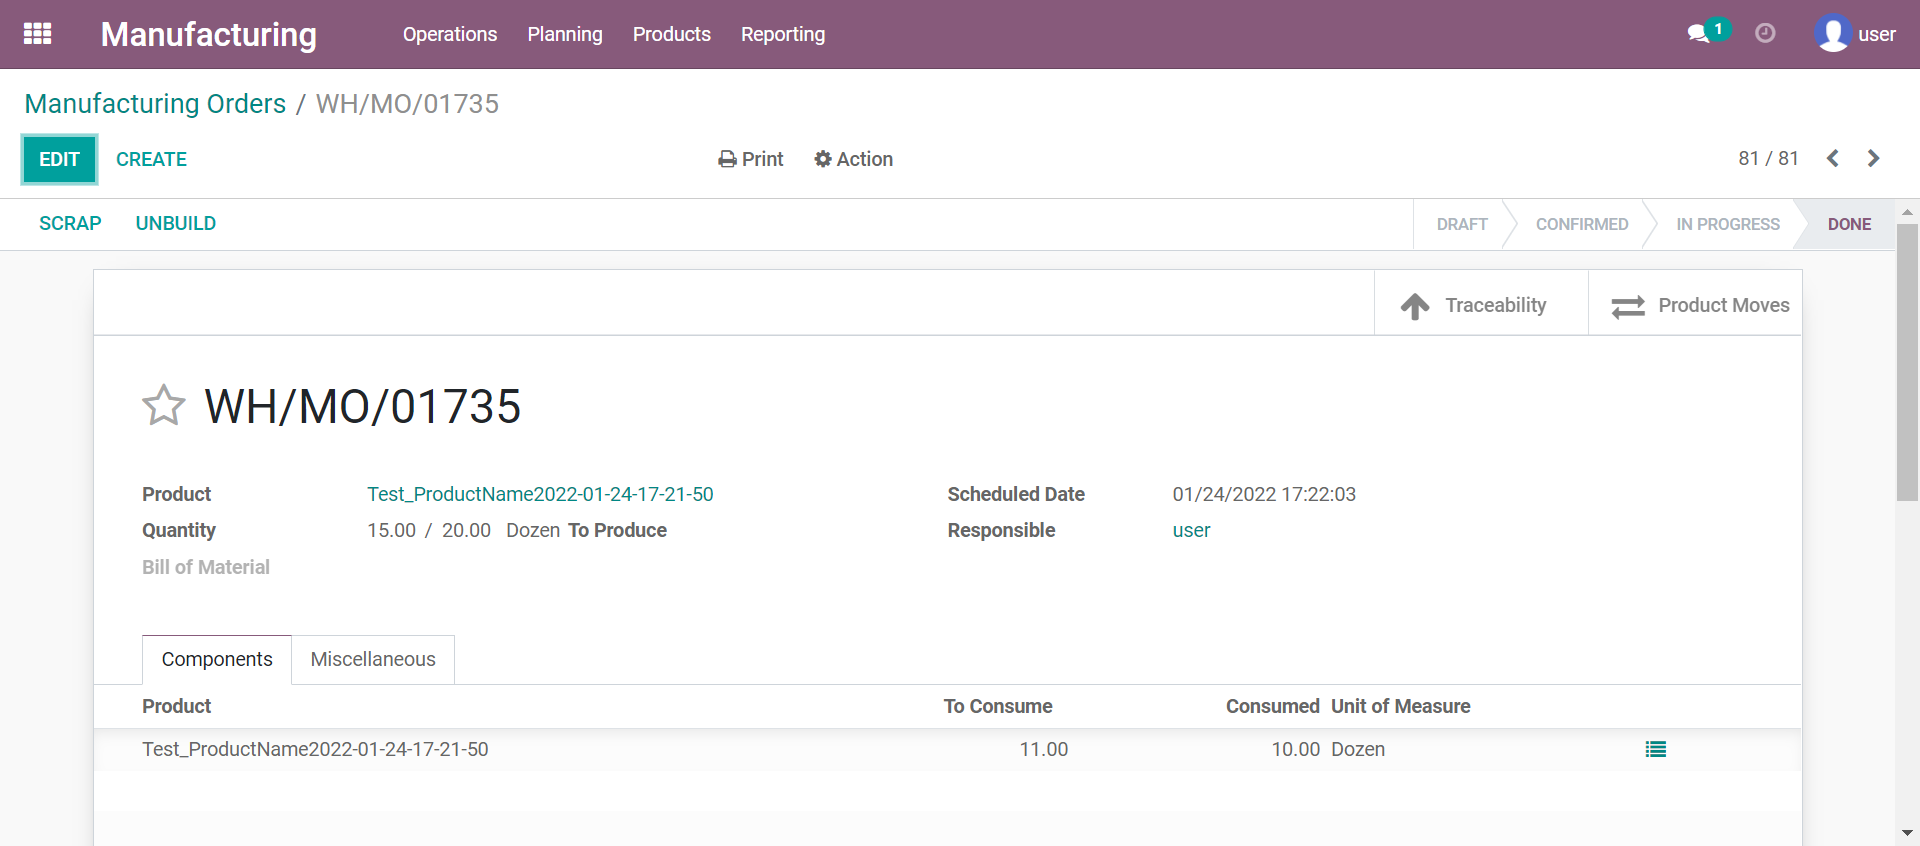 Manufacturing Operations Planning Products Reporting 1 user
Manufacturing Orders / WH/MO/01735
EDIT CREATE Print Action 81 / 81
SCRAP UNBUILD DRAFT CONFIRMED IN PROGRESS DONE
Traceability Product Moves
WH/MO/01735
Product Test_ProductName2022-01-24-17-21-50 Scheduled Date 01/24/2022 17:22:03
Quantity 15.00 / 20.00 Dozen To Produce Responsible user
Bill of Material
Components Miscellaneous
Product To Consume Consumed Unit of Measure
Test_ProductName2022-01-24-17-21-50 11.00 10.00 Dozen